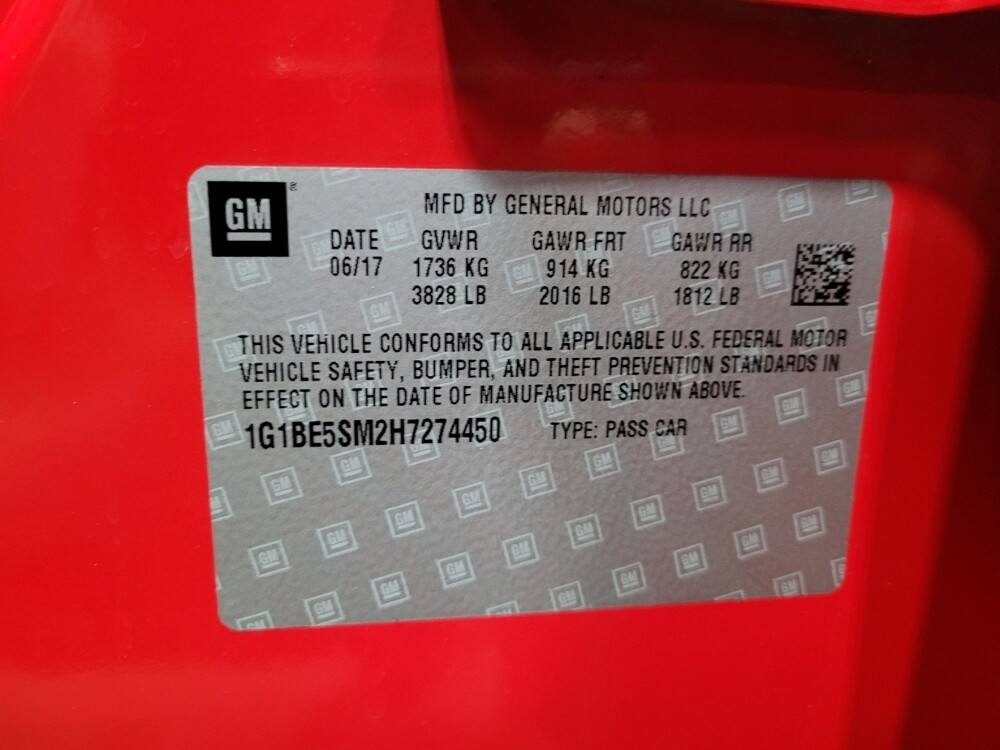 GM
MFD BY GENERAL MOTORS LLC
DATE GVWR GAWR FRT GAWR RR
06/17 1736 KG 914 KG 822 KG
3828 LB 2016 LB 1812 LB
THIS VEHICLE CONFORMS TO ALL APPLICABLE U.S. FEDERAL MOTOR
VEHICLE SAFETY, BUMPER, AND THEFT PREVENTION STANDARDS IN
EFFECT ON THE DATE OF MANUFACTURE SHOWN ABOVE.
1G1BE5SM2H7274450 TYPE: PASS CAR